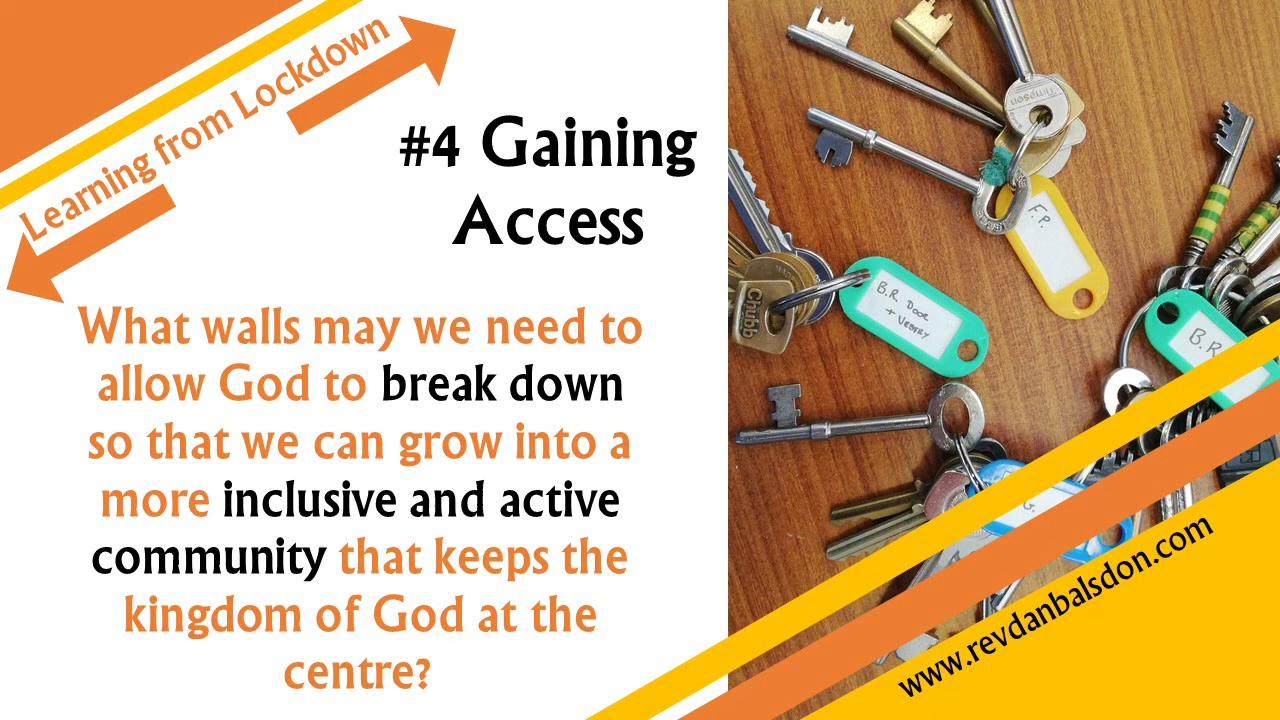 Learning from Lockdown
#4 Gaining
Access
What walls may we need to
allow God to break down
so that we can grow into a
more inclusive and active
community that keeps the
kingdom of God at the
centre?
Timpson
F.P.
Chubb
B.R. DOOR
+ VESTRY
B.R.
www.revdanbalsdon.com